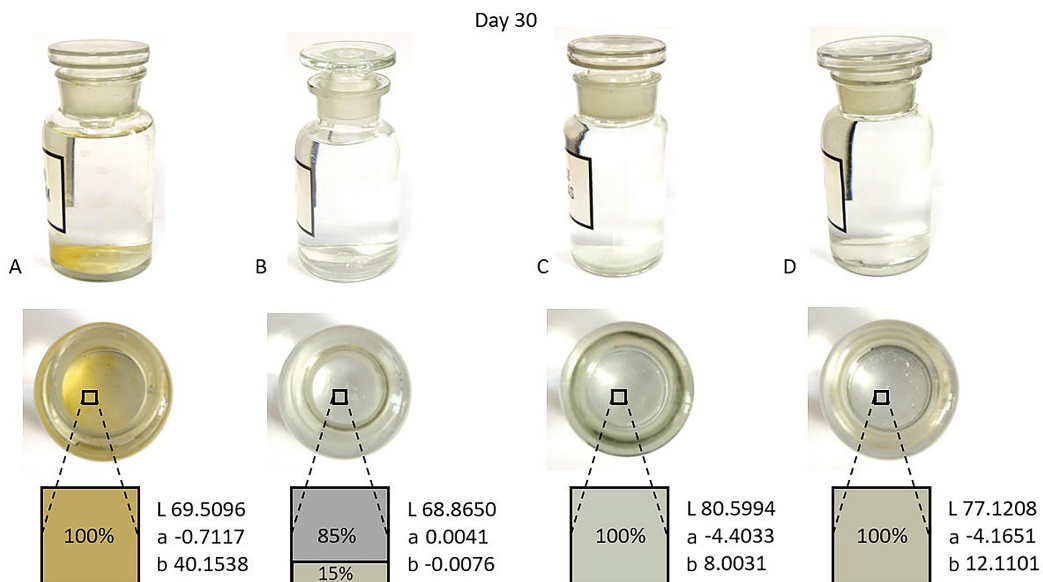 Day 30
A
B
C
D
100%
L 69.5096
a -0.7117
b 40.1538
85%
15%
L 68.8650
a 0.0041
b -0.0076
100%
L 80.5994
a -4.4033
b 8.0031
100%
L 77.1208
a -4.1651
b 12.1101